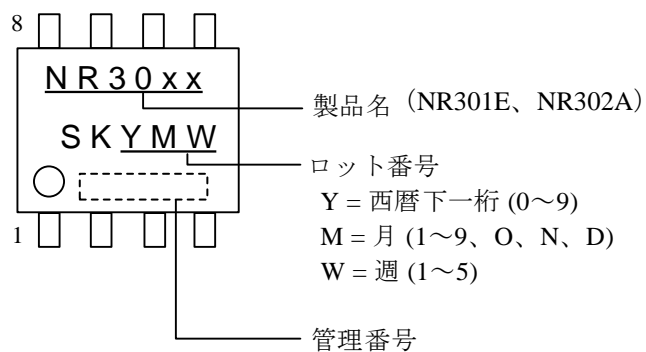 8
NR30xx
製品名 (NR301E、NR302A)
SKYMW
ロット番号
Y = 西暦下一桁 (0～9)
1
M = 月 (1～9、O、N、D)
W = 週 (1～5)
管理番号